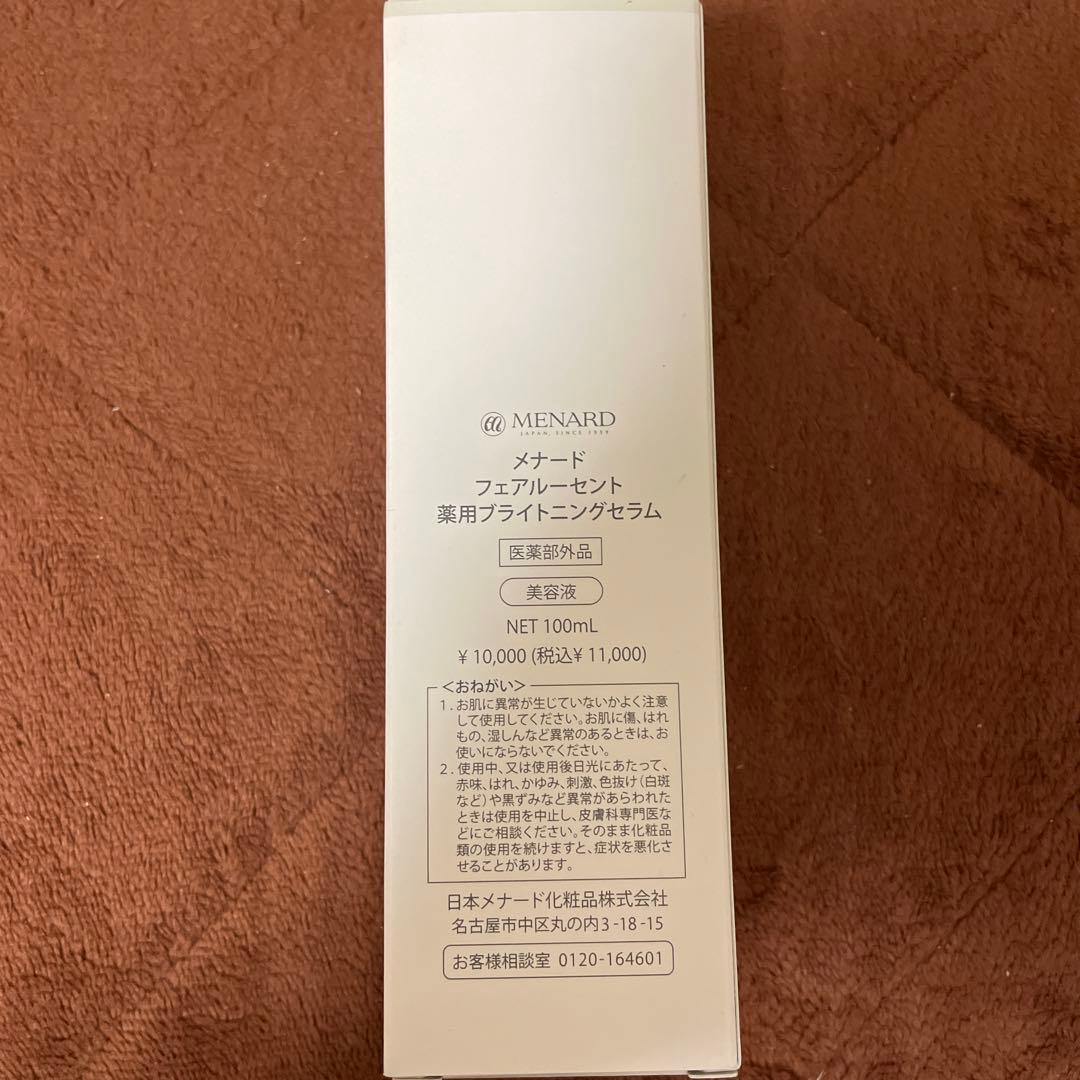 MENARD
JAPAN, SINCE 1959
メナード
フェアルーセント
薬用ブライトニングセラム
医薬部外品
美容液
NET 100mL
¥10,000 (税込¥11,000)
<おねがい>
1.お肌に異常が生じていないかよく注意
して使用してください。お肌に傷、はれ
もの、湿しんなど異常のあるときは、お
使いにならないでください。
2.使用中、又は使用後日光にあたって、
赤味、はれ、かゆみ、刺激、色抜け(白斑
など)や黒ずみなど異常があらわれた
ときは使用を中止し、皮膚科専門医な
どにご相談ください。そのまま化粧品
類の使用を続けますと、症状を悪化さ
せることがあります。
日本メナード化粧品株式会社
名古屋市中区丸の内3-18-15
お客様相談室 0120-164601